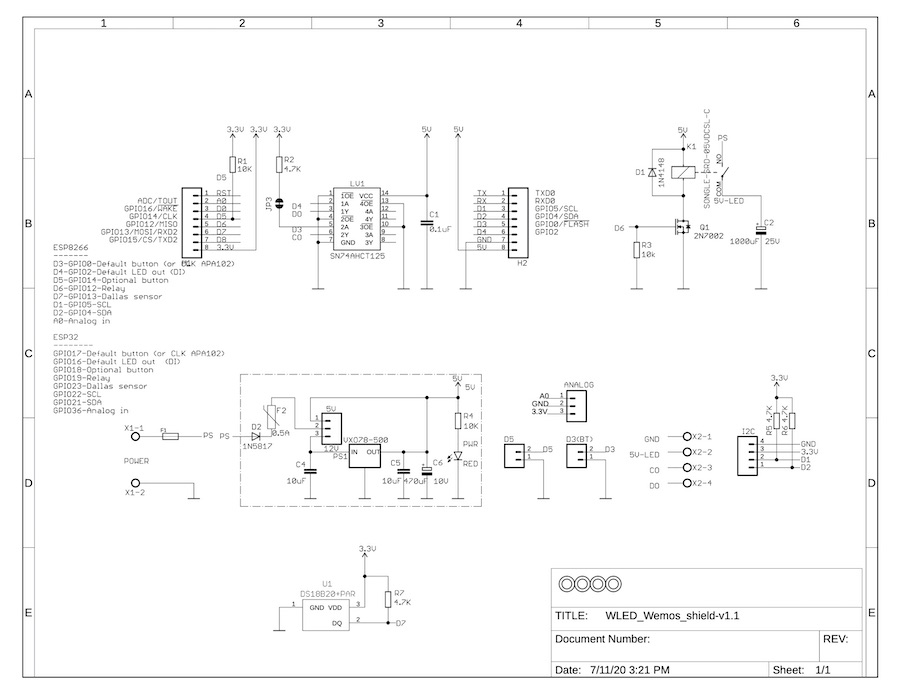 1 2 3 4 5 6
A A
B B
C C
D D
E E
3.3V 3.3V 3.3V
R1
10K
D5
R2
4.7K
JP3
1 RST
ADC/TOUT 2 A0
GPIO16/WAKE 3 D0
GPIO14/CLK 4 D5
GPIO12/MISO 5 D6
GPIO13/MOSI/RXD2 6 D7
GPIO15/CS/TXD2 7 D8
8 3.3V
D4
DO
D3
CO
LV1
1 1OE VCC 14
2 1A 4OE 13
3 1Y 4A 12
4 2OE 4Y 11
5 2A 3OE 10
6 2Y 3A 9
7 GND 3Y 8
SN74AHCT125
5V 5V
C1
0.1uF
TX 1 TXD0
RX 2 RXD0
D1 3 GPIO5/SCL
D2 4 GPIO4/SDA
D3 5 GPIO0/FLASH
D4 6 GPIO2
GND 7
5V 8
H2
5V
K1
D1
1N4148
SONGLE_SRD-05VDCSL-C
PS
NO
COM
5V-LED
D6
R3
10k
Q1
2N7002
C2
1000uF 25V
ESP8266
--------
D3-GPIO0-Default button (or CLK APA102)
D4-GPIO2-Default LED out (DI)
D5-GPIO14-Optional button
D6-GPIO12-Relay
D7-GPIO13-Dallas sensor
D1-GPIO5-SCL
D2-GPIO4-SDA
A0-Analog in
ESP32
--------
GPIO17-Default button (or CLK APA102)
GPIO16-Default LED out (DI)
GPIO18-Optional button
GPIO19-Relay
GPIO23-Dallas sensor
GPIO22-SCL
GPIO21-SDA
GPIO36-Analog in
X1-1
F1
PS PS
POWER
X1-2
D2
1N5817
F2
0.5A
5V
1
2
3
12V
VX078-500
PS1
IN OUT
C4
10uF
C5
10uF
C6
470uF 10V
5V
5V
R4
10K
PWR
RED
ANALOG
A0 1
GND 2
3.3V 3
D5
2 D5
1
D3(BT)
2 D3
1
GND X2-1
5V-LED X2-2
CO X2-3
DO X2-4
3.3V
R5 4.7K
R6 4.7K
I2C
4 GND
3 3.3V
2 D1
1 D2
3.3V
U1
DS18B20+PAR
1 GND VDD 3
DQ 2
R7
4.7K
D7
TITLE: WLED_Wemos_shield-v1.1
Document Number:
REV:
Date: 7/11/20 3:21 PM
Sheet: 1/1